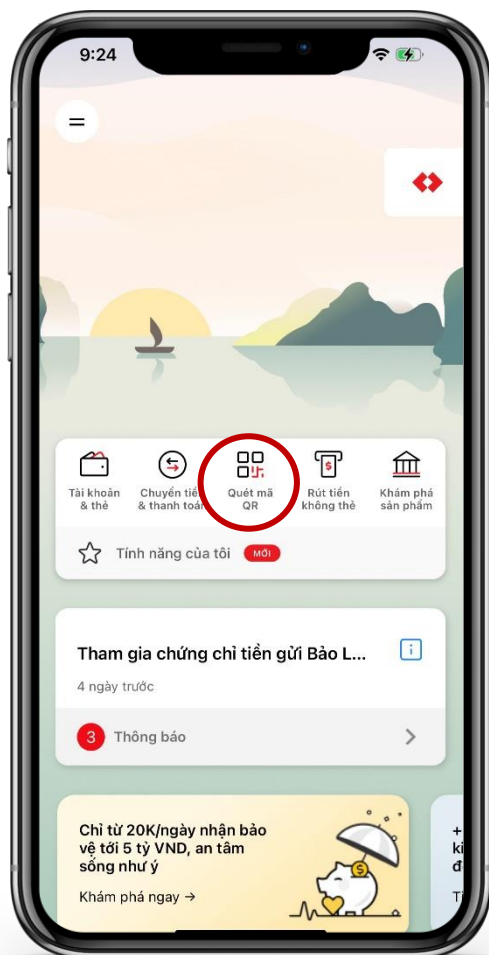 9:24
Tài khoản
& thẻ
Chuyển tiề
& thanh toán
Quét mã
QR
Rút tiền
không thẻ
Khám phá
sản phẩm
Tính năng của tôi
MỚI
Tham gia chứng chỉ tiền gửi Bảo L...
4 ngày trước
3 Thông báo
Chỉ từ 20K/ngày nhận bảo
vệ tới 5 tỷ VND, an tâm
sống như ý
Khám phá ngay →
+